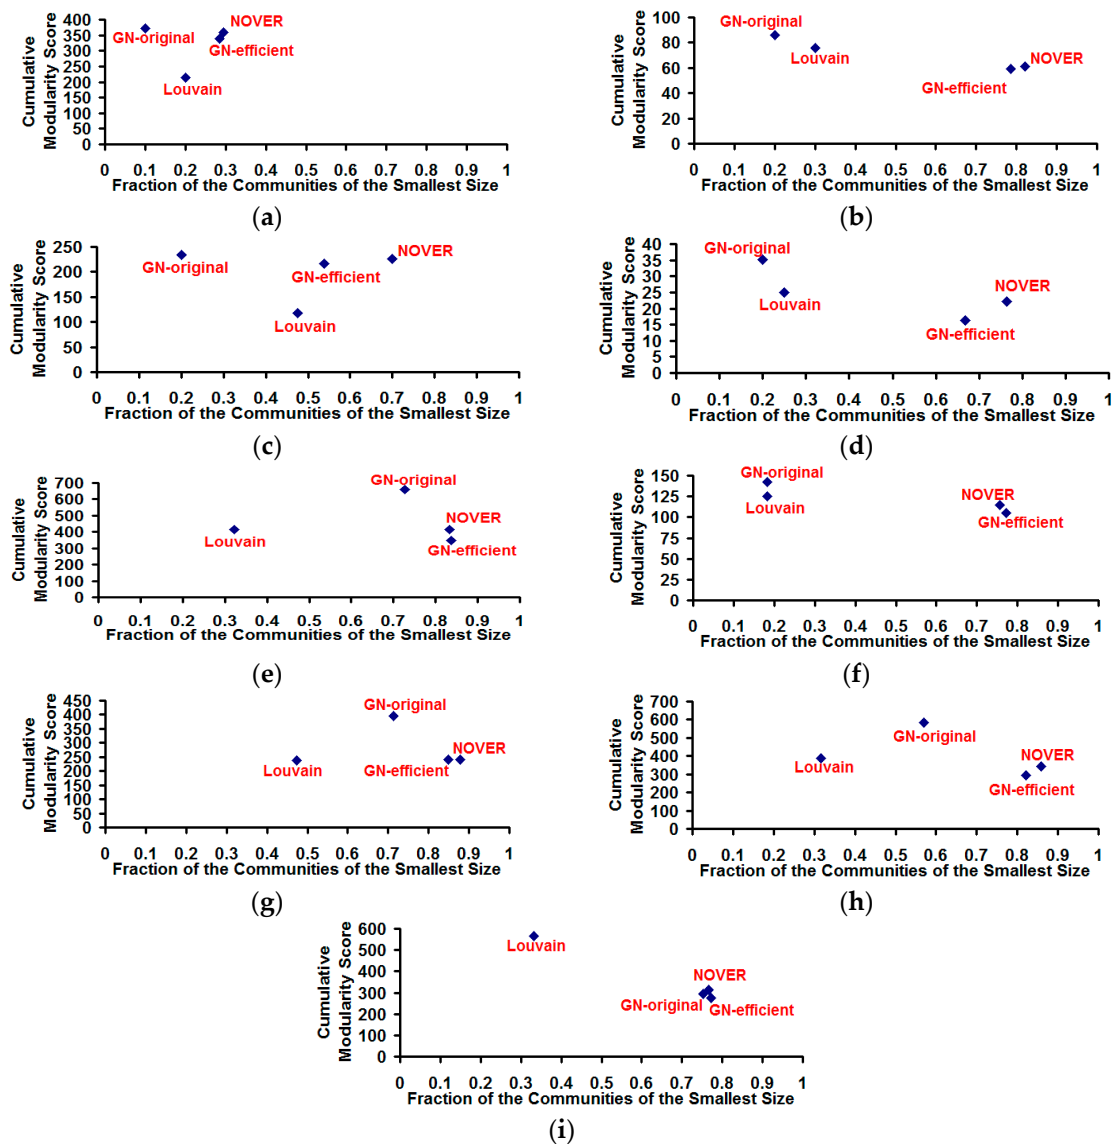 Cumulative
Modularity Score
400
350
300
250
200
150
100
50
0
GN-original
NOVER
GN-efficient
Louvain
0 0.1 0.2 0.3 0.4 0.5 0.6 0.7 0.8 0.9 1
Fraction of the Communities of the Smallest Size
(a)
Cumulative
Modularity Score
100
80
60
40
20
0
GN-original
Louvain
NOVER
GN-efficient
0 0.1 0.2 0.3 0.4 0.5 0.6 0.7 0.8 0.9 1
Fraction of the Communities of the Smallest Size
(b)
Cumulative
Modularity Score
250
200
150
100
50
0
GN-original
NOVER
GN-efficient
Louvain
0 0.1 0.2 0.3 0.4 0.5 0.6 0.7 0.8 0.9 1
Fraction of the Communities of the Smallest Size
(c)
Cumulative
Modularity Score
40
35
30
25
20
15
10
5
0
GN-original
Louvain
NOVER
GN-efficient
0 0.1 0.2 0.3 0.4 0.5 0.6 0.7 0.8 0.9 1
Fraction of the Communities of the Smallest Size
(d)
Cumulative
Modularity Score
700
600
500
400
300
200
100
0
GN-original
NOVER
Louvain
GN-efficient
0 0.1 0.2 0.3 0.4 0.5 0.6 0.7 0.8 0.9 1
Fraction of the Communities of the Smallest Size
(e)
Cumulative
Modularity Score
150
125
100
75
50
25
0
GN-original
Louvain
NOVER
GN-efficient
0 0.1 0.2 0.3 0.4 0.5 0.6 0.7 0.8 0.9 1
Fraction of the Communities of the Smallest Size
(f)
Cumulative
Modularity Score
450
400
350
300
250
200
150
100
50
0
GN-original
NOVER
Louvain
GN-efficient
0 0.1 0.2 0.3 0.4 0.5 0.6 0.7 0.8 0.9 1
Fraction of the Communities of the Smallest Size
(g)
Cumulative
Modularity Score
700
600
500
400
300
200
100
0
GN-original
NOVER
Louvain
GN-efficient
0 0.1 0.2 0.3 0.4 0.5 0.6 0.7 0.8 0.9 1
Fraction of the Communities of the Smallest Size
(h)
Cumulative
Modularity Score
600
500
400
300
200
100
0
Louvain
NOVER
GN-original
GN-efficient
0 0.1 0.2 0.3 0.4 0.5 0.6 0.7 0.8 0.9 1
Fraction of the Communities of the Smallest Size
(i)